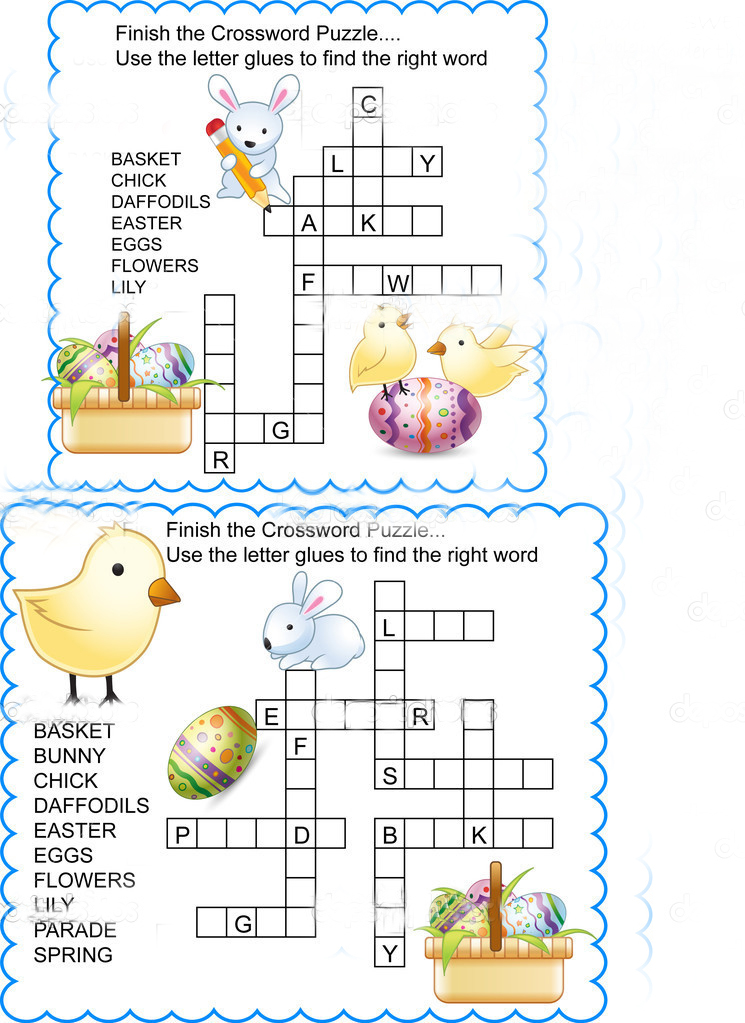 Finish the Crossword Puzzle....
Use the letter glues to find the right word
C
L Y
BASKET
CHICK
DAFFODILS
EASTER
EGGS
FLOWERS
LILY
A K
F W
G
R
Finish the Crossword Puzzle...
Use the letter glues to find the right word
L
E R
F
S
P D B K
G
Y
BASKET
BUNNY
CHICK
DAFFODILS
EASTER
EGGS
FLOWERS
LILY
PARADE
SPRING